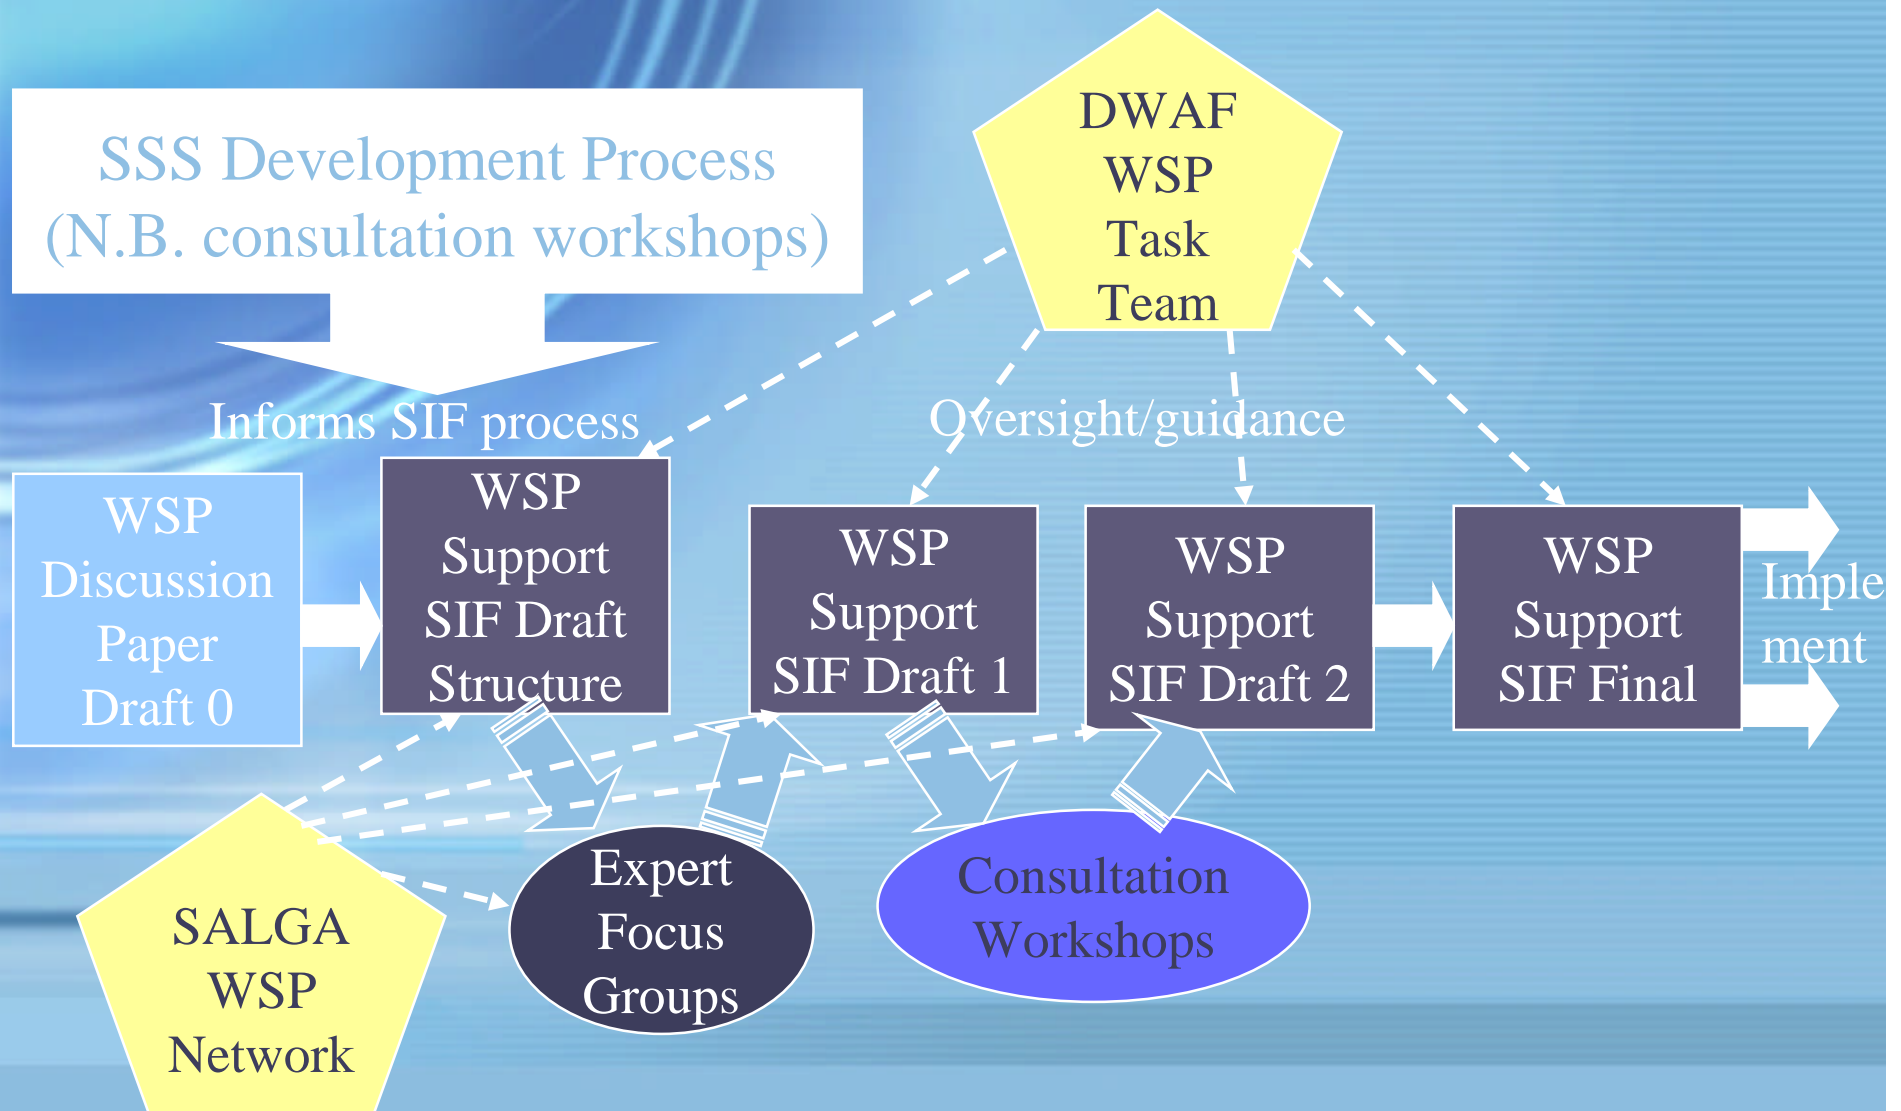 SSS Development Process
(N.B. consultation workshops)
DWAF
WSP
Task
Team
Informs SIF process
Oversight/guidance
WSP
Discussion
Paper
Draft 0
WSP
Support
SIF Draft
Structure
WSP
Support
SIF Draft 1
WSP
Support
SIF Draft 2
WSP
Support
SIF Final
Imple
ment
SALGA
WSP
Network
Expert
Focus
Groups
Consultation
Workshops